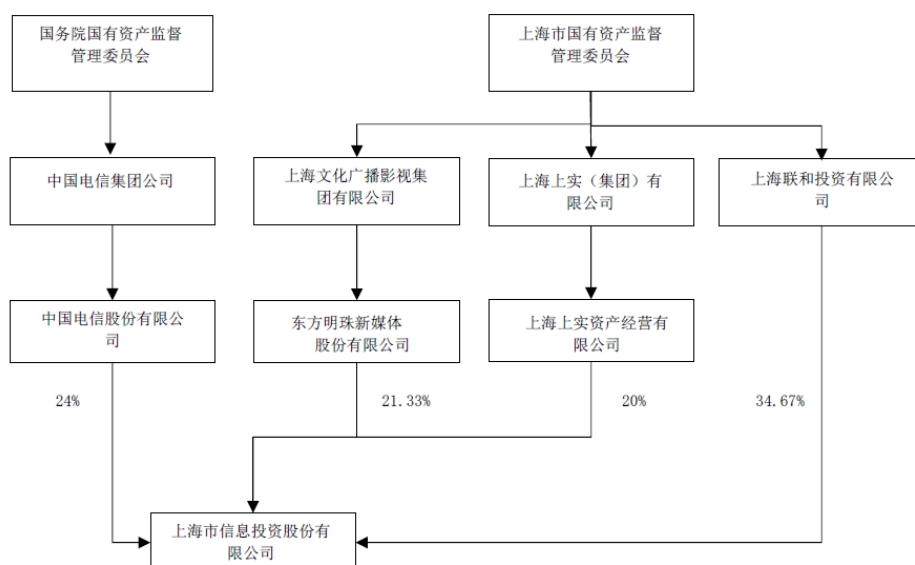 国务院国有资产监督
管理委员会
上海市国有资产监督
管理委员会
中国电信集团公司
上海文化广播影视集
团有限公司
上海上实（集团）有
限公司
上海联和投资有限公
司
中国电信股份有限公
司
东方明珠新媒体
股份有限公司
上海上实资产经营有
限公司
24%
21.33%
20%
34.67%
上海市信息投资股份有
限公司